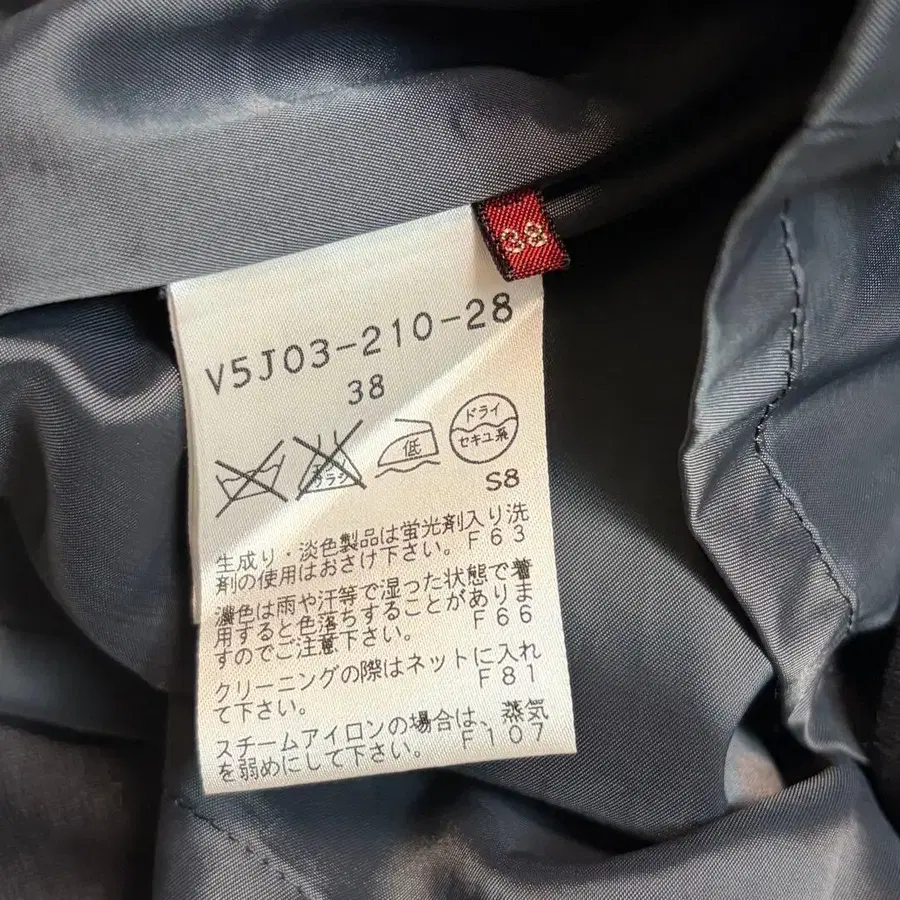 38
V5J03-210-28
38
エンソ
サラシ
低
ドライ
セキユ系
S8
生成り・淡色製品は蛍光剤入り洗
剤の使用はおさけ下さい。F63
濃色は雨や汗等で湿った状態で着
用すると色落ちすることがありま
すのでご注意下さい。 F66
クリーニングの際はネットに入れ
て下さい。 F81
スチームアイロンの場合は、蒸気
を弱めにして下さい。 F107